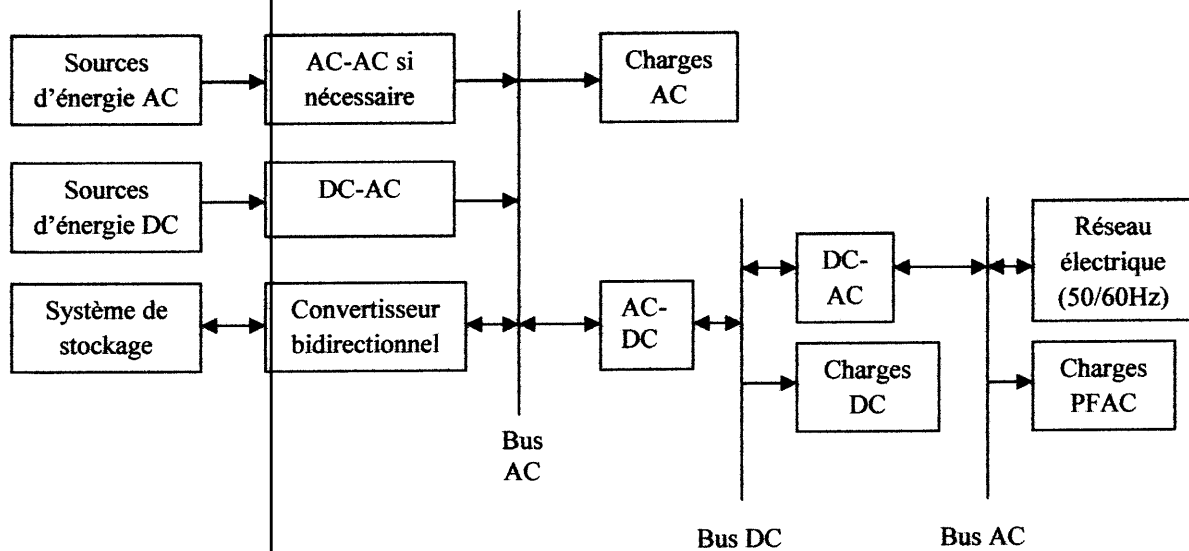 Sources
d'énergie AC
AC-AC si
nécessaire
Charges
AC
Sources
d'énergie DC
DC-AC
Système de
stockage
Convertisseur
bidirectionnel
AC-
DC
DC-
AC
Réseau
électrique
(50/60Hz)
Charges
DC
Charges
PFAC
Bus
AC
Bus DC
Bus AC